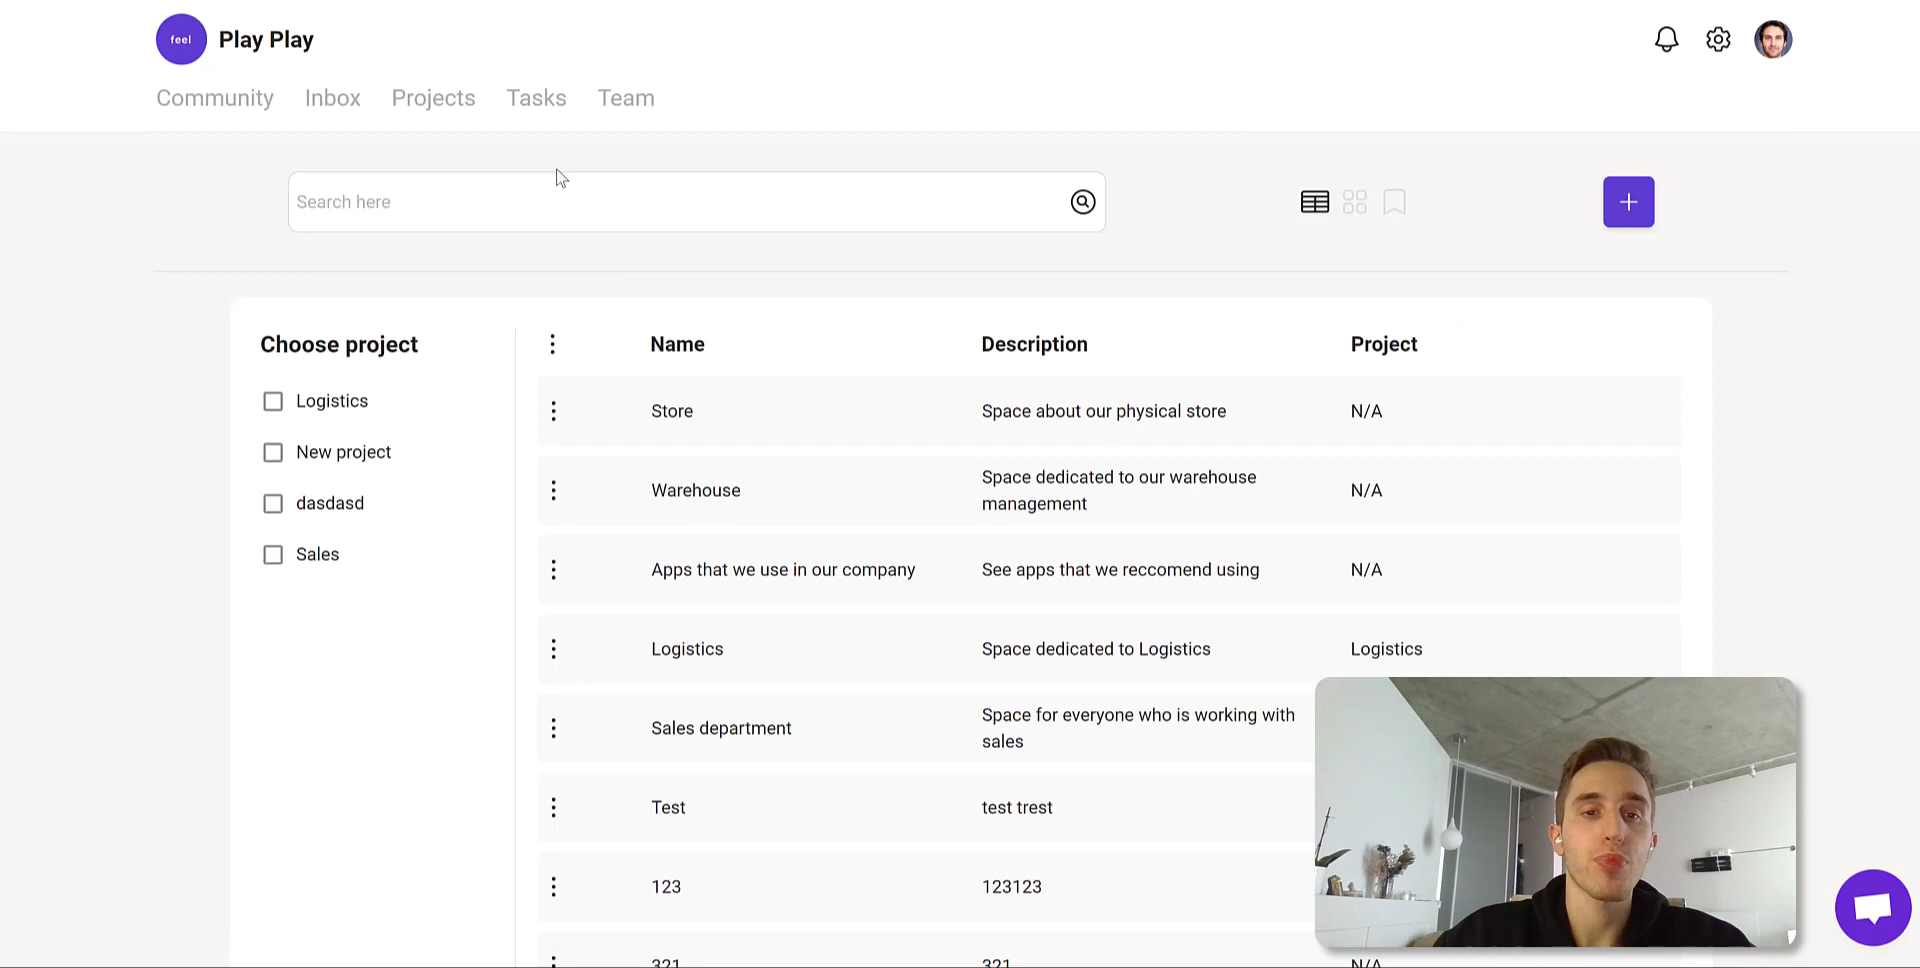 feel
Play Play
Community Inbox Projects Tasks Team
Search here
Choose project
Logistics
New project
dasdasd
Sales
Name Description Project
Store Space about our physical store N/A
Warehouse Space dedicated to our warehouse
management N/A
Apps that we use in our company See apps that we reccomend using N/A
Logistics Space dedicated to Logistics Logistics
Sales department Space for everyone who is working with
sales
Test test trest
123 123123
321 321 N/A